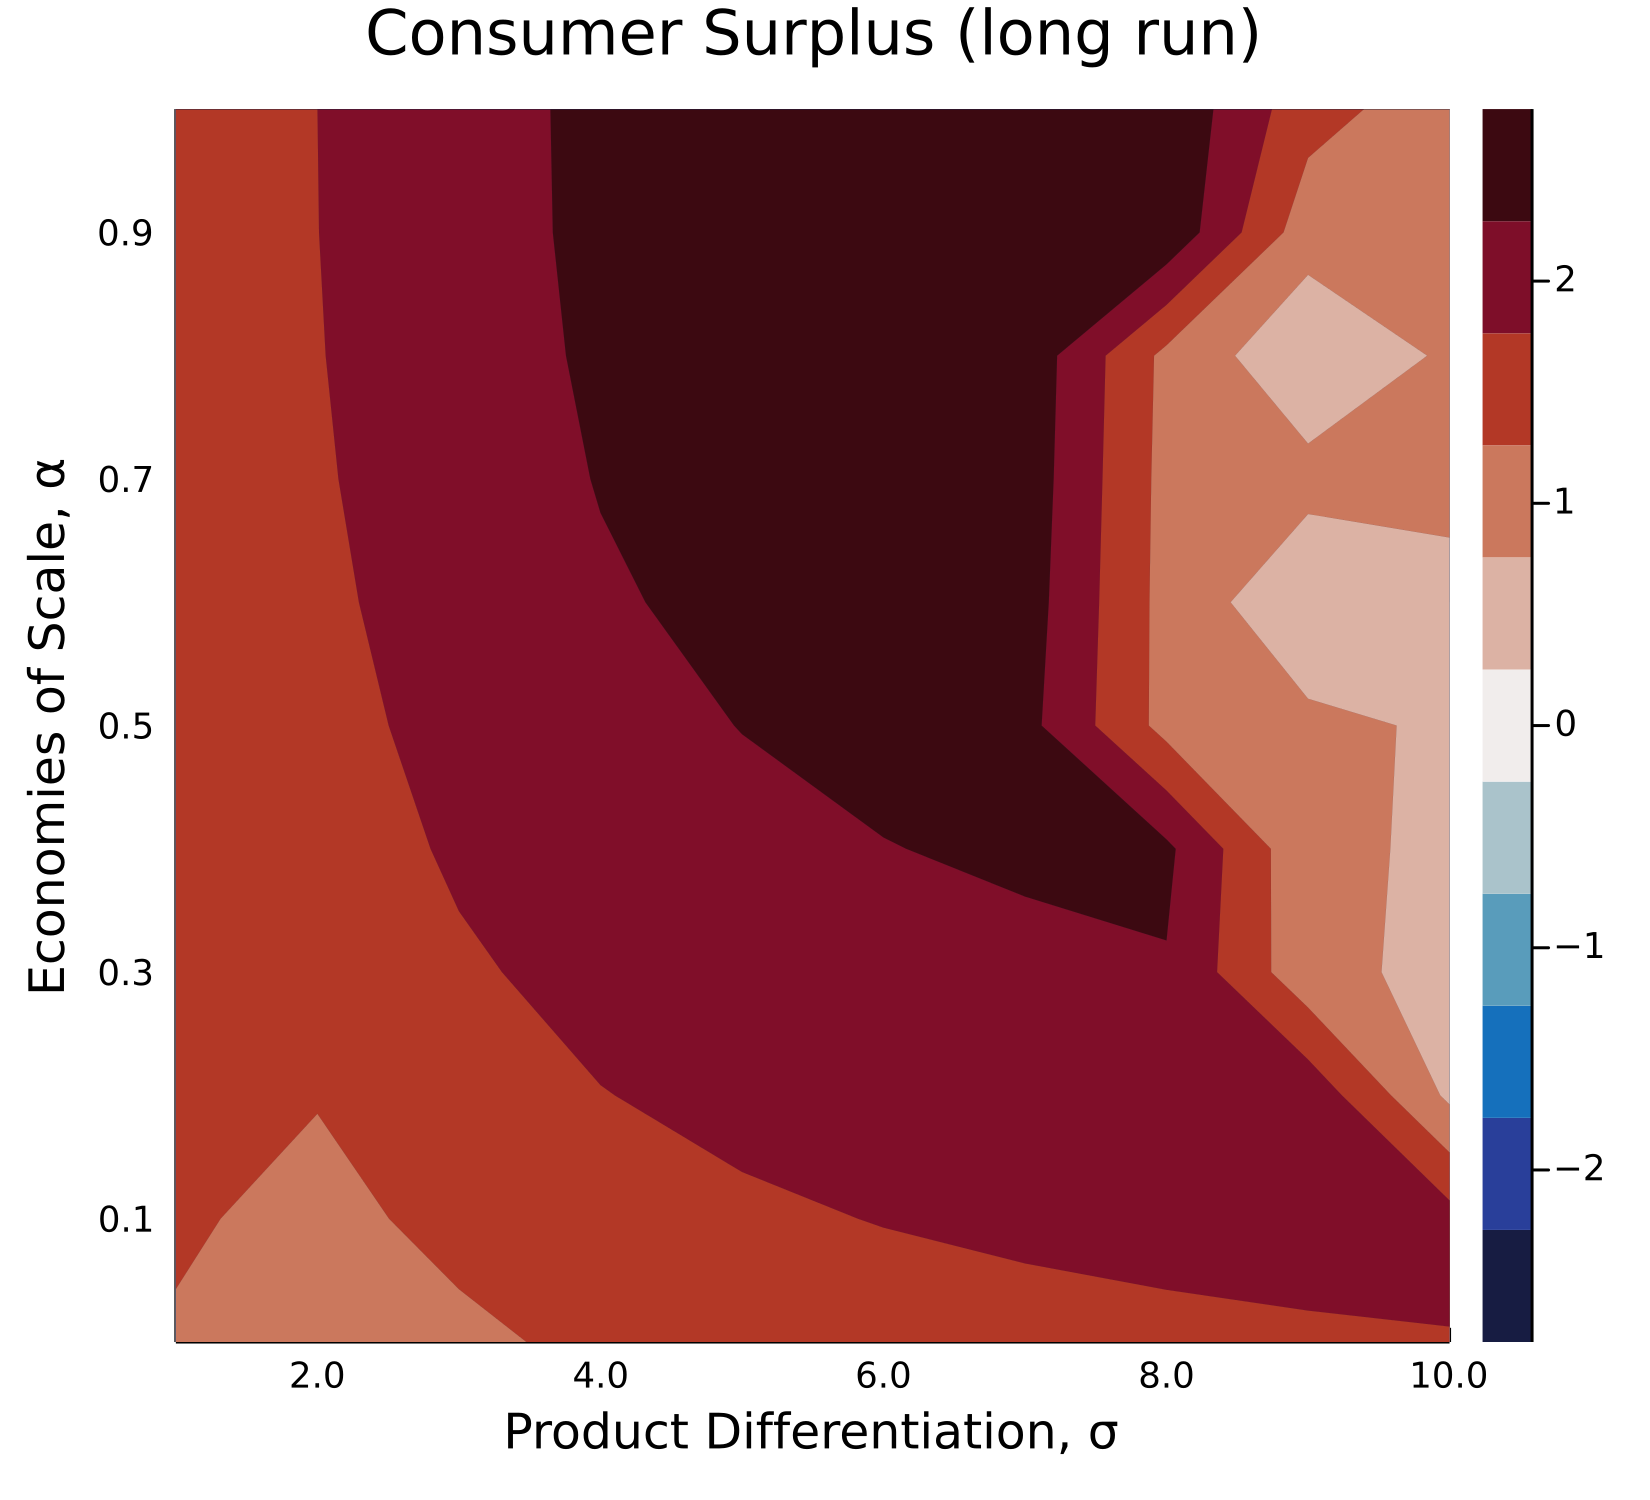 Consumer Surplus (long run)
Economies of Scale, α
0.9
0.7
0.5
0.3
0.1
2.0 4.0 6.0 8.0 10.0
Product Differentiation, σ
2
1
0
−1
−2